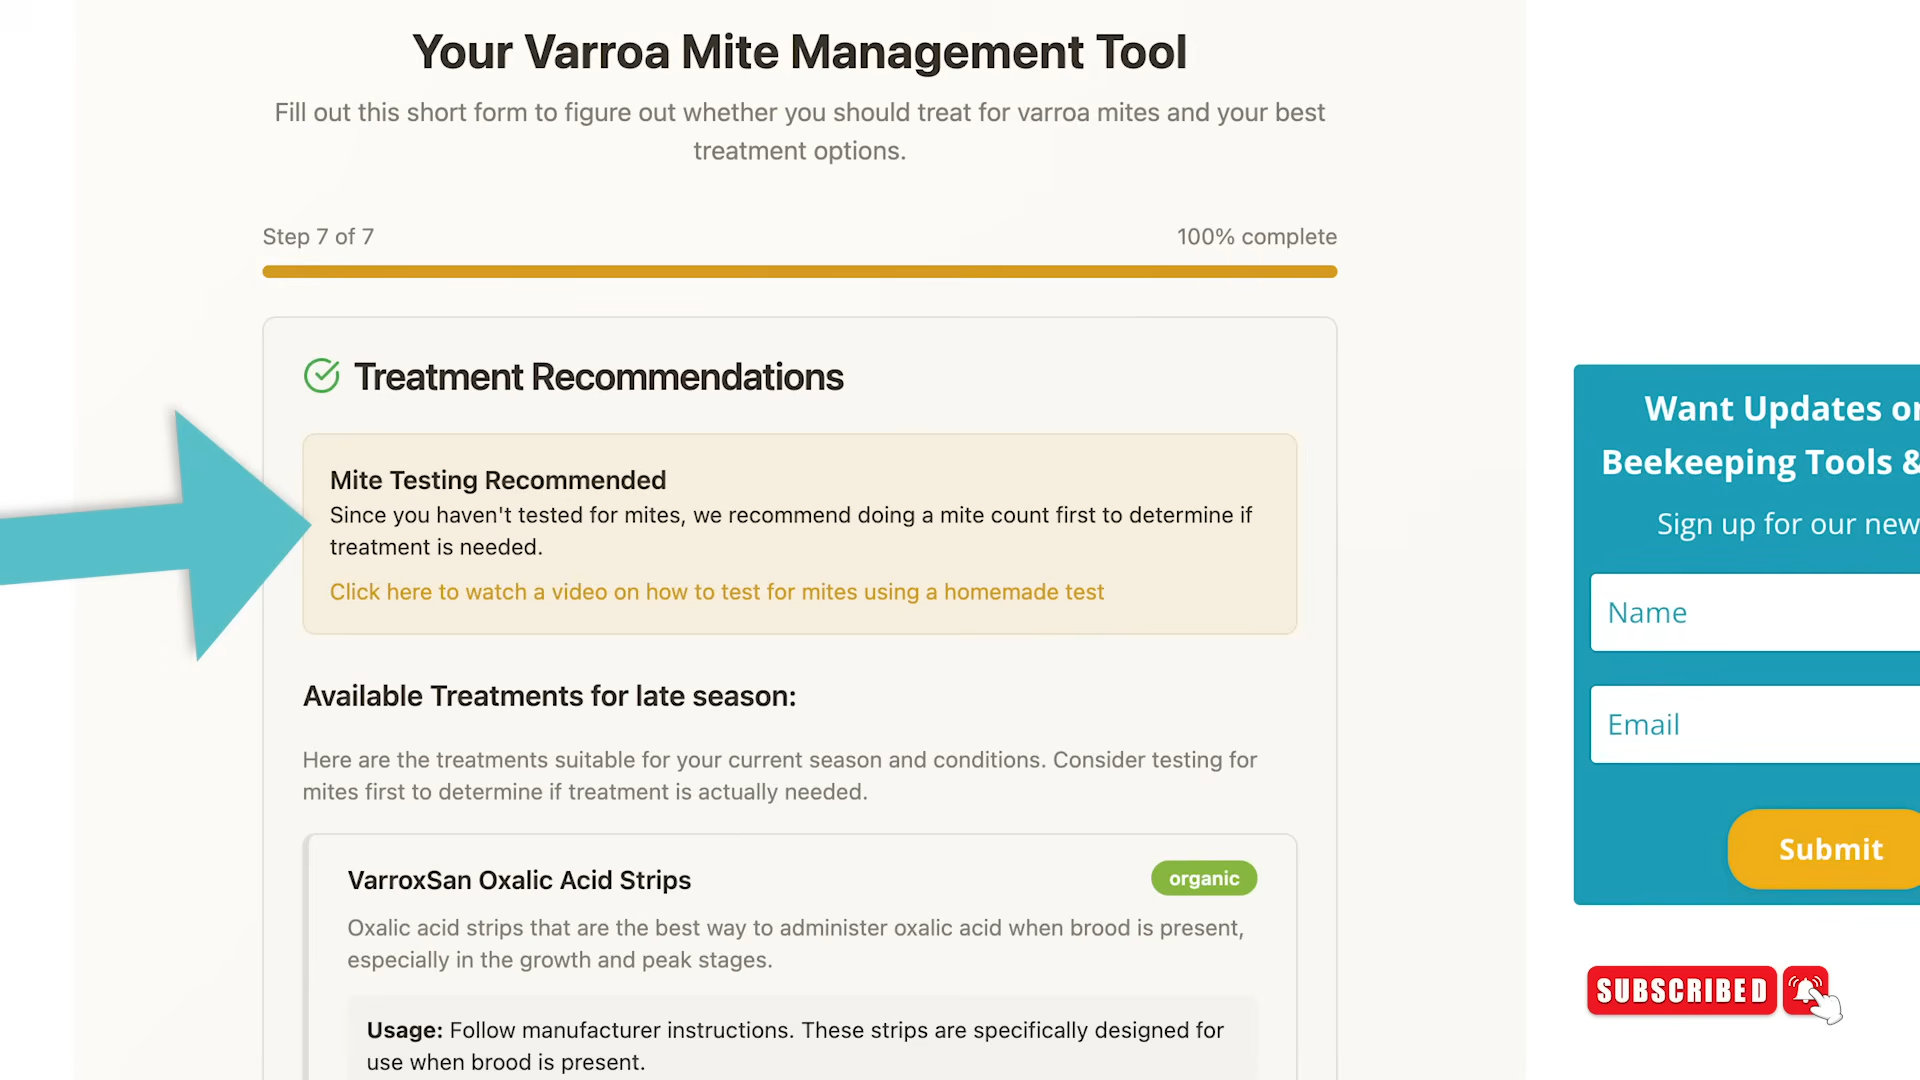 Your Varroa Mite Management Tool
Fill out this short form to figure out whether you should treat for varroa mites and your best
treatment options.
Step 7 of 7
100% complete
Treatment Recommendations
Mite Testing Recommended
Since you haven't tested for mites, we recommend doing a mite count first to determine if
treatment is needed.
Click here to watch a video on how to test for mites using a homemade test
Available Treatments for late season:
Here are the treatments suitable for your current season and conditions. Consider testing for
mites first to determine if treatment is actually needed.
VarroxSan Oxalic Acid Strips
organic
Oxalic acid strips that are the best way to administer oxalic acid when brood is present,
especially in the growth and peak stages.
Usage: Follow manufacturer instructions. These strips are specifically designed for
use when brood is present.
Want Updates
Beekeeping Tools &
Sign up for our
Name
Email
Submit
SUBSCRIBED